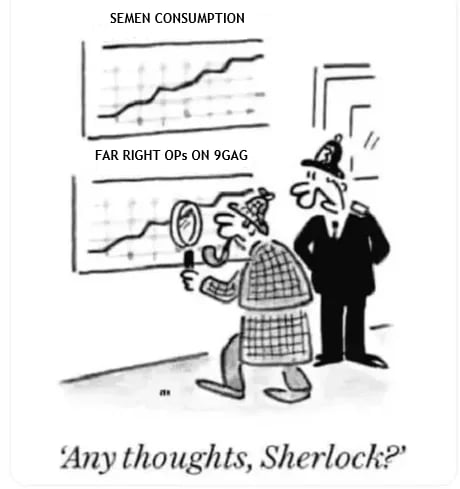 SEMEN CONSUMPTION
FAR RIGHT OPs ON 9GAG
‘Any thoughts, Sherlock?’